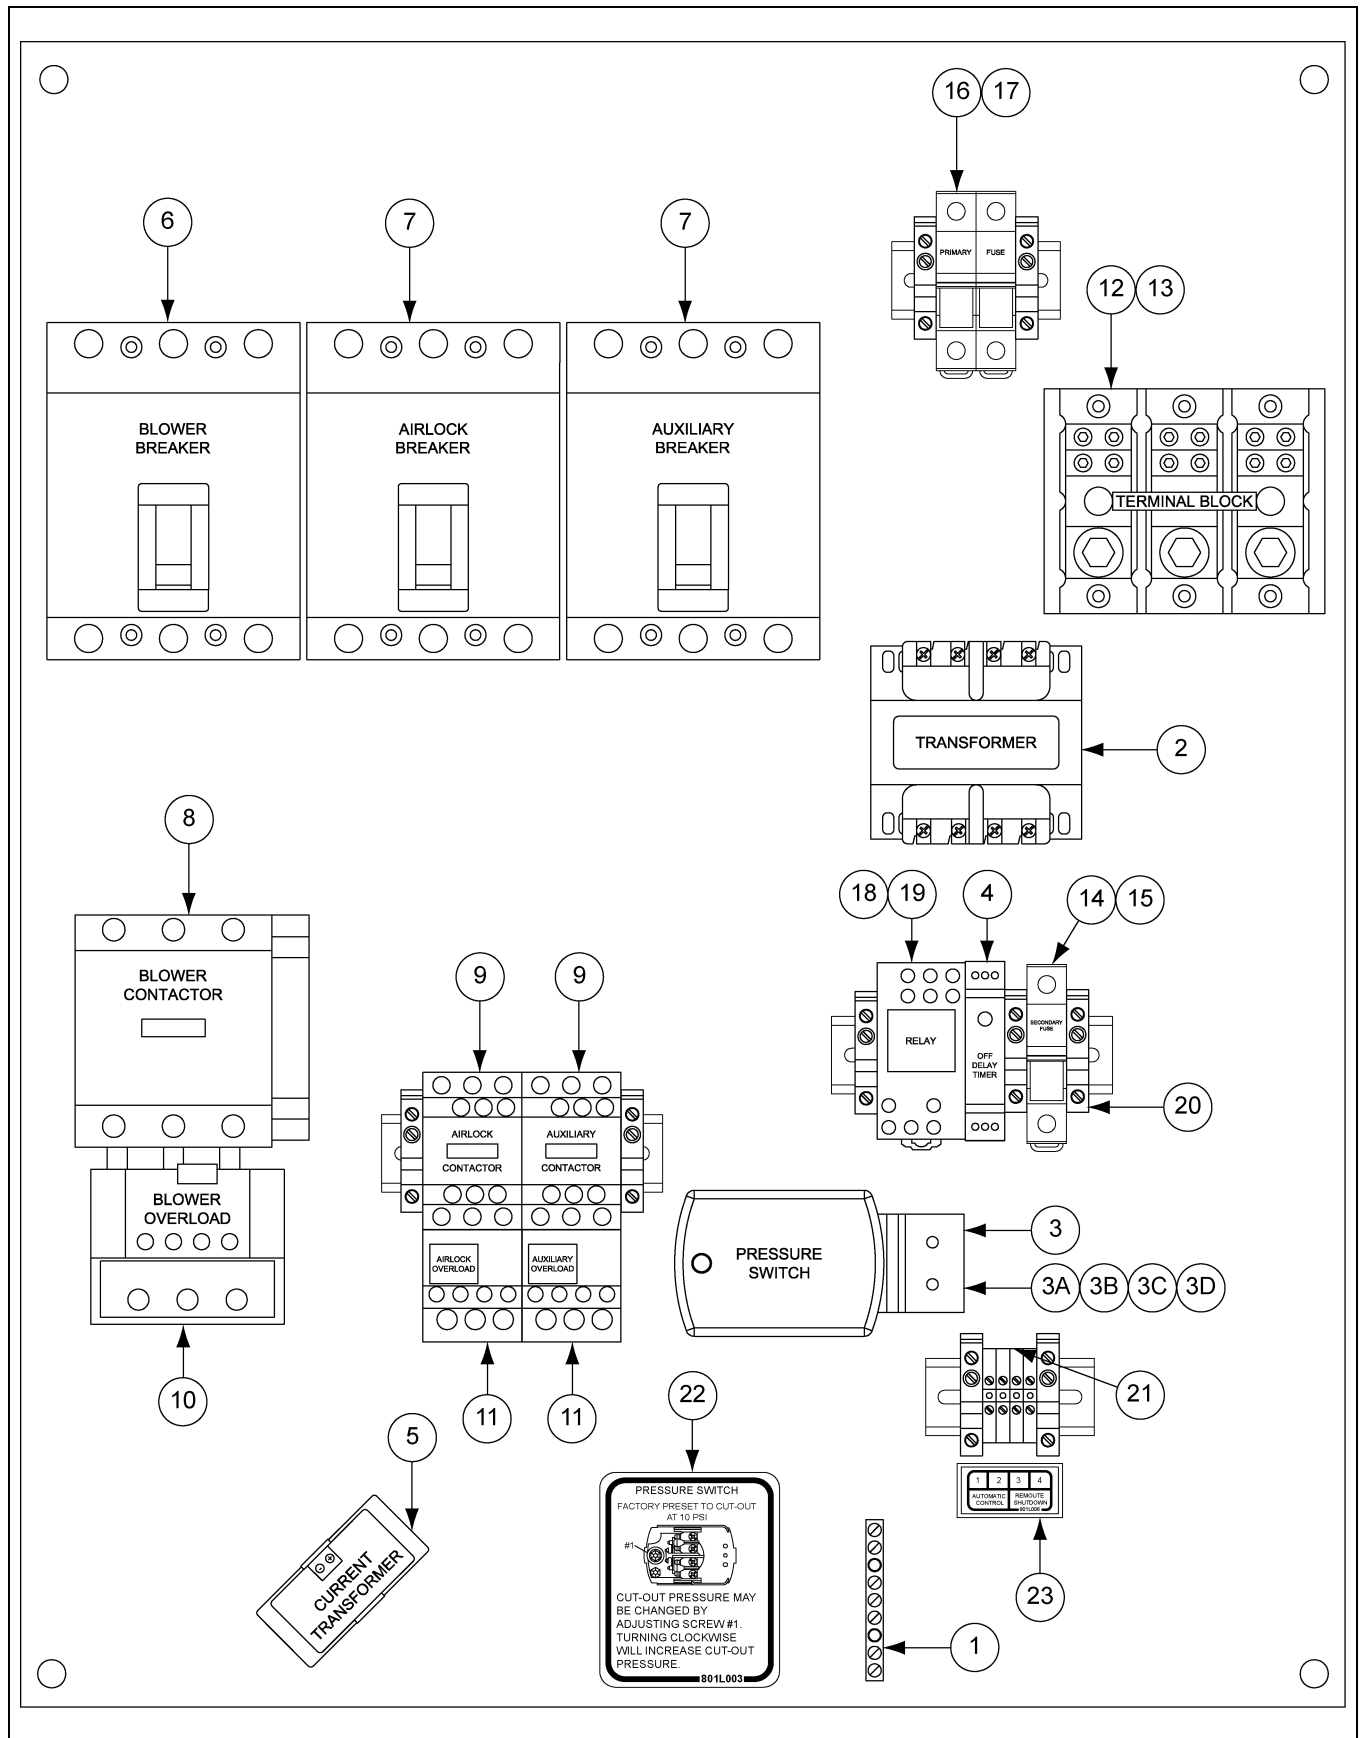 16 17
6
7
7
PRIMARY FUSE
12 13
BLOWER
BREAKER
AIRLOCK
BREAKER
AUXILIARY
BREAKER
TERMINAL BLOCK
TRANSFORMER
2
8
18 19
4
14 15
BLOWER
CONTACTOR
9
9
RELAY
OFF
DELAY
TIMER
SECONDARY
FUSE
20
AIRLOCK
CONTACTOR
AUXILIARY
CONTACTOR
BLOWER
OVERLOAD
AIRLOCK
OVERLOAD
AUXILIARY
OVERLOAD
PRESSURE
SWITCH
3
3A 3B 3C 3D
10
11
11
22
21
5
CURRENT
TRANSFORMER
PRESSURE SWITCH
FACTORY PRESET TO CUT-OUT
AT 10 PSI
#1
CUT-OUT PRESSURE MAY
BE CHANGED BY
ADJUSTING SCREW #1.
TURNING CLOCKWISE
WILL INCREASE CUT-OUT
PRESSURE.
801L003
1 2 3 4
AUTOMATIC
CONTROL
REMOUTE
SHUTDOWN
901L006
23
1